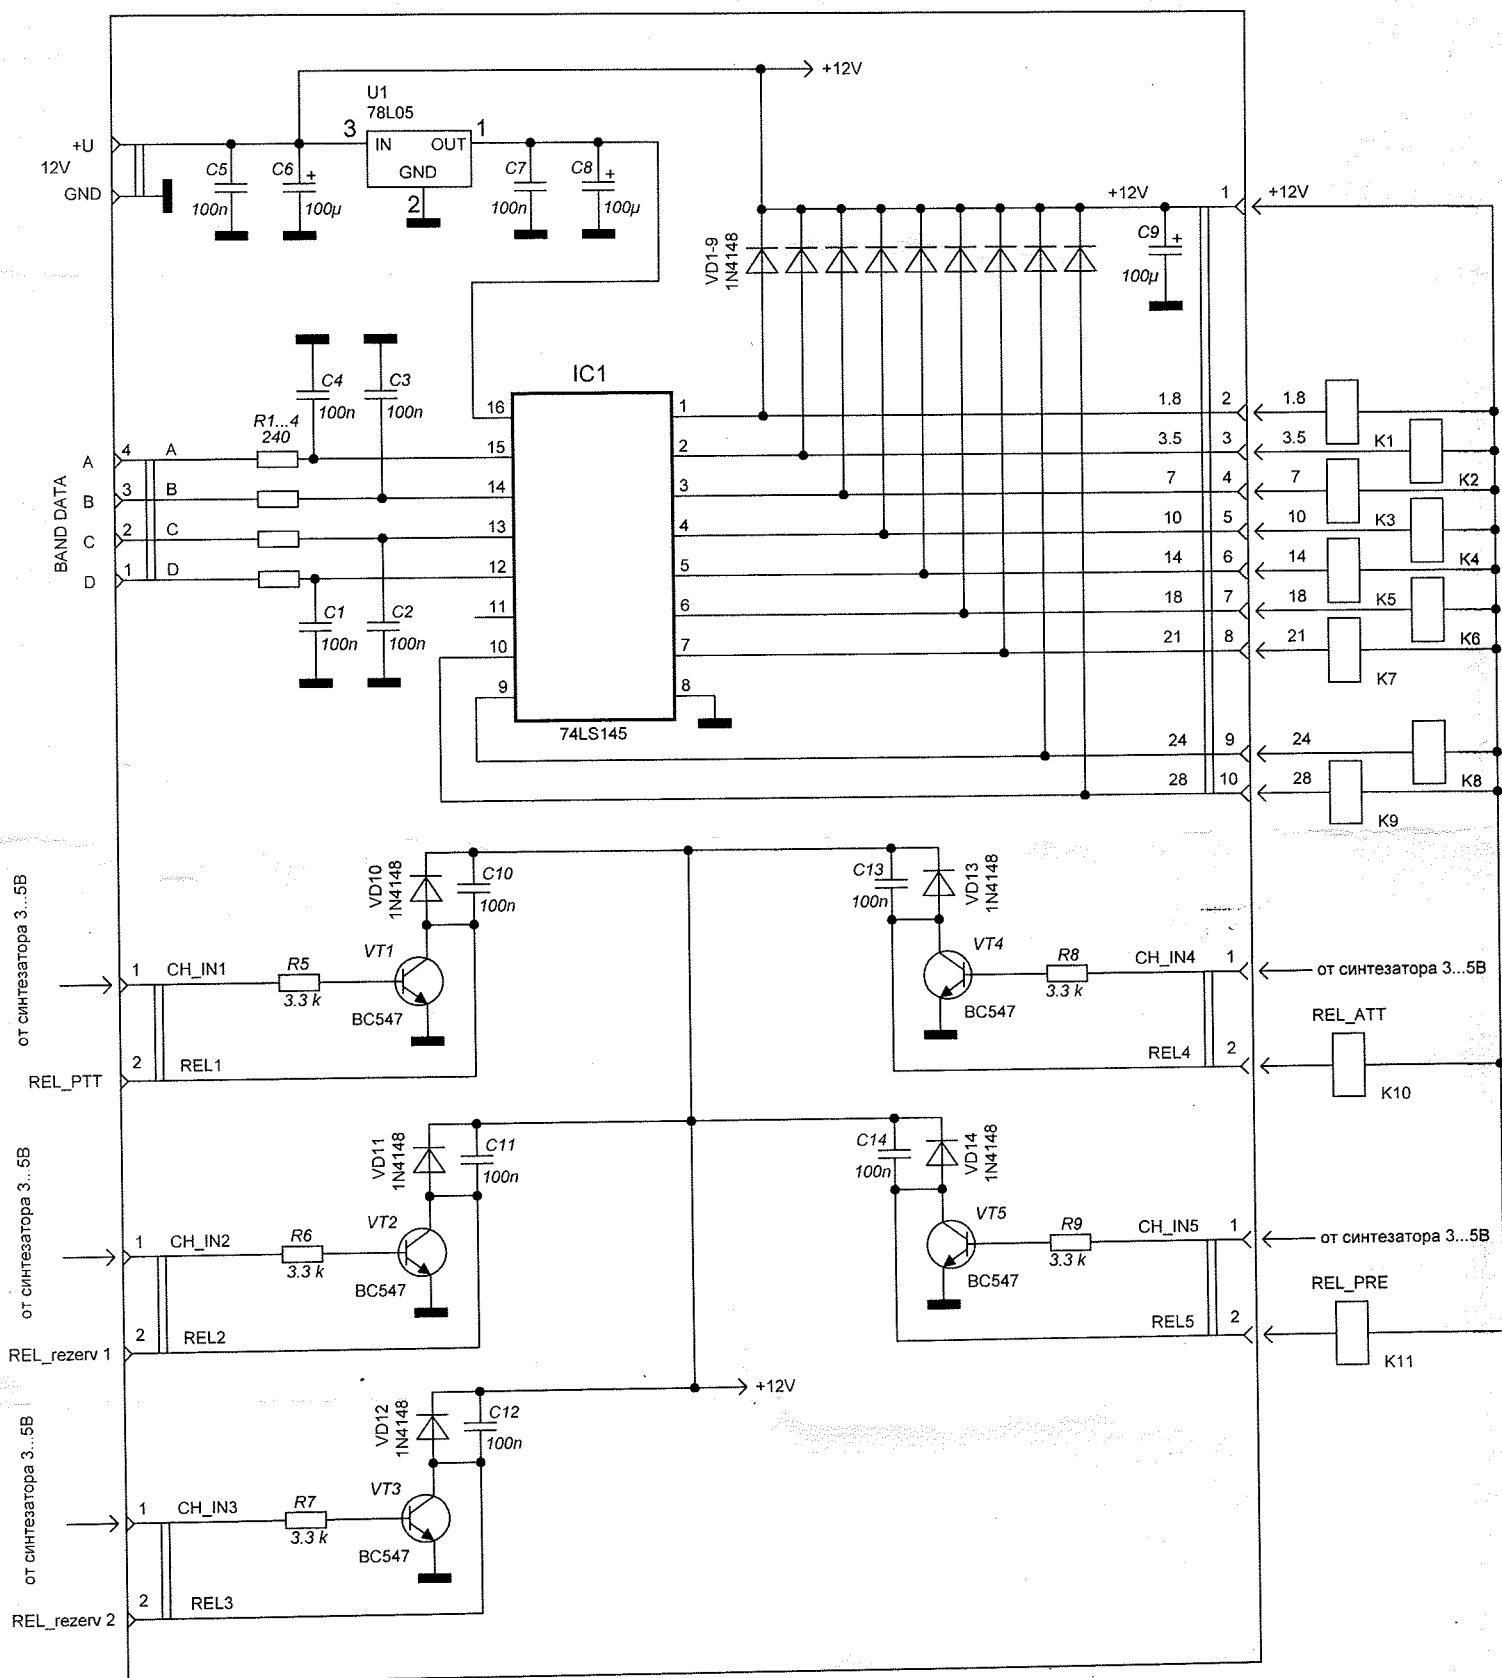 +12V
U1
78L05
+U
12V
GND
3
IN
OUT
1
GND
2
C5
100n
C6
+
100µ
C7
100n
C8
+
100µ
+12V
1
+12V
VD1-9
1N4148
C9
+
100µ
C4
100n
C3
100n
R1...4
240
IC1
16
15
14
13
12
11
10
9
1
2
3
4
5
6
7
8
74LS145
BAND DATA
A
4
A
B
3
B
C
2
C
D
1
D
C1
100n
C2
100n
1.8
2
1.8
K1
3.5
3
3.5
K2
7
4
7
K3
10
5
10
K4
14
6
14
K5
18
7
18
K6
21
8
21
K7
24
9
24
K8
28
10
28
K9
VD10
1N4148
C10
100n
от синтезатора 3...5В
1
CH_IN1
R5
3.3 k
VT1
BC547
2
REL1
REL_PTT
C13
100n
VD13
1N4148
VT4
BC547
R8
3.3 k
CH_IN4
1
от синтезатора 3...5В
REL_ATT
REL4
2
K10
VD11
1N4148
C11
100n
от синтезатора 3...5В
1
CH_IN2
R6
3.3 k
VT2
BC547
2
REL2
REL_rezerv 1
C14
100n
VD14
1N4148
VT5
BC547
R9
3.3 k
CH_IN5
1
от синтезатора 3...5В
REL_PRE
REL5
2
K11
+12V
VD12
1N4148
C12
100n
от синтезатора 3...5В
1
CH_IN3
R7
3.3 k
VT3
BC547
2
REL3
REL_rezerv 2